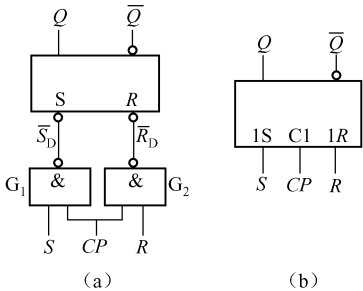 Q Q̅ Q Q̅
S R
S̅D R̅D
1S C1 1R
G1 & & G2
S CP R
S CP R
(a) (b)